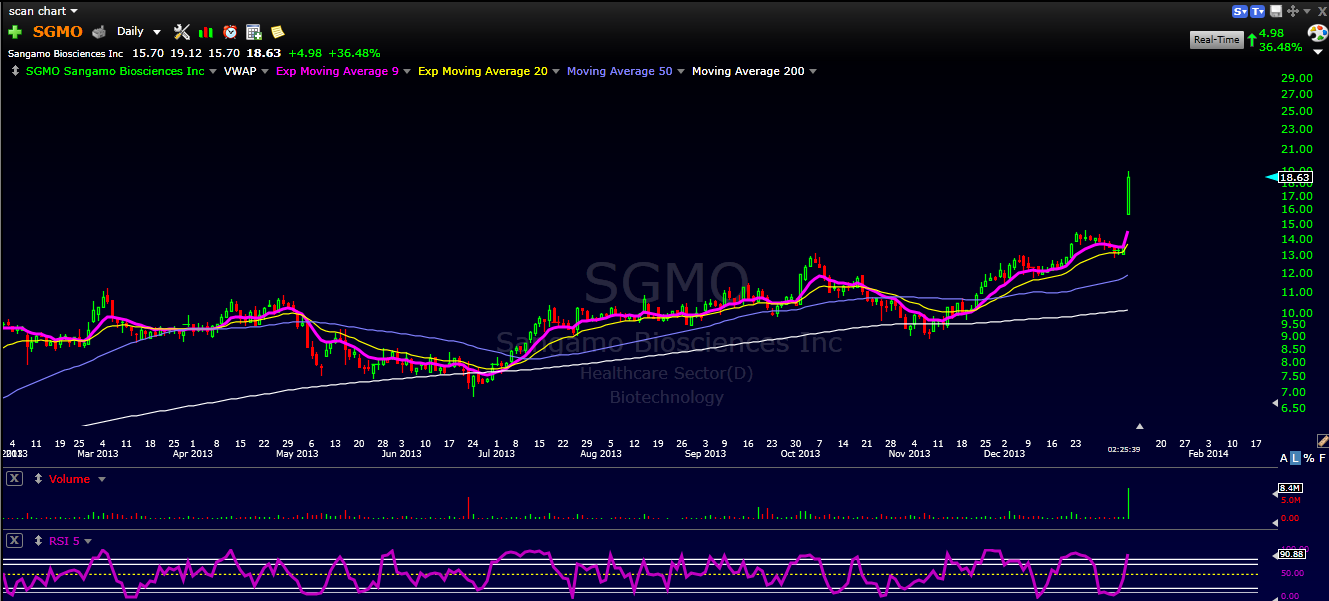 scan chart
S T X
SGMO Daily
Real-Time 4.98
36.48%
Sangamo Biosciences Inc 15.70 19.12 15.70 18.63 +4.98 +36.48%
SGMO Sangamo Biosciences Inc VWAP Exp Moving Average 9 Exp Moving Average 20 Moving Average 50 Moving Average 200
29.00
27.00
25.00
23.00
21.00
19.00
18.63
18.00
17.00
16.00
15.00
14.00
13.00
12.00
11.00
10.00
9.50
9.00
8.50
8.00
7.50
7.00
6.50
SGMO
Sangamo Biosciences Inc
Healthcare Sector(D)
Biotechnology
4 11 19 25 4 11 18 25 1 8 15 22 29 6 13 20 28 3 10 17 24 1 8 15 22 29 5 12 19 26 3 9 16 23 30 7 14 21 28 4 11 18 25 2 9 16 23 20 27 3 10 17
2013 Mar 2013 Apr 2013 May 2013 Jun 2013 Jul 2013 Aug 2013 Sep 2013 Oct 2013 Nov 2013 Dec 2013 02:25:39 Feb 2014
A L % F
X Volume
8.4M
5.0M
0.00
X RSI 5
90.88
50.00
0.00